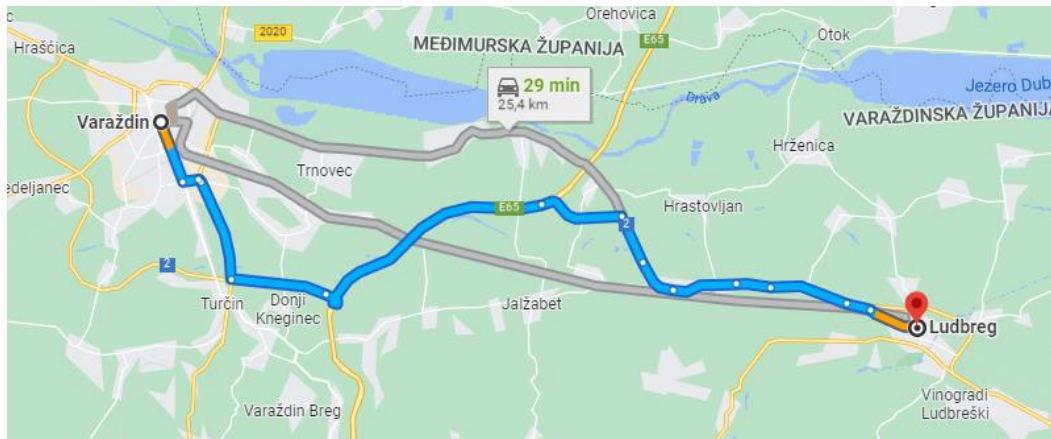 Orehovica
2020
Hrašćica
MEĐIMURSKA ŽUPANIJA
E65
Otok
29 min
25,4 km
Jezero Dub
Drava
VARAŽDINSKA ŽUPANIJA
Varaždin
Hrženica
Trnovec
edeljanec
E65
Hrastovljan
2
2
Turčin
Donji
Kneginec
Jalžabet
Ludbreg
Varaždin Breg
Vinogradi
Ludbreški